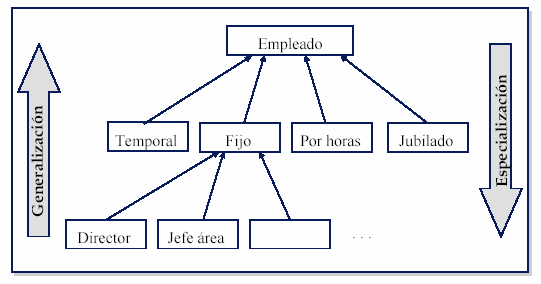 Empleado
Generalización
Especialización
Temporal
Fijo
Por horas
Jubilado
Director
Jefe área
. . .